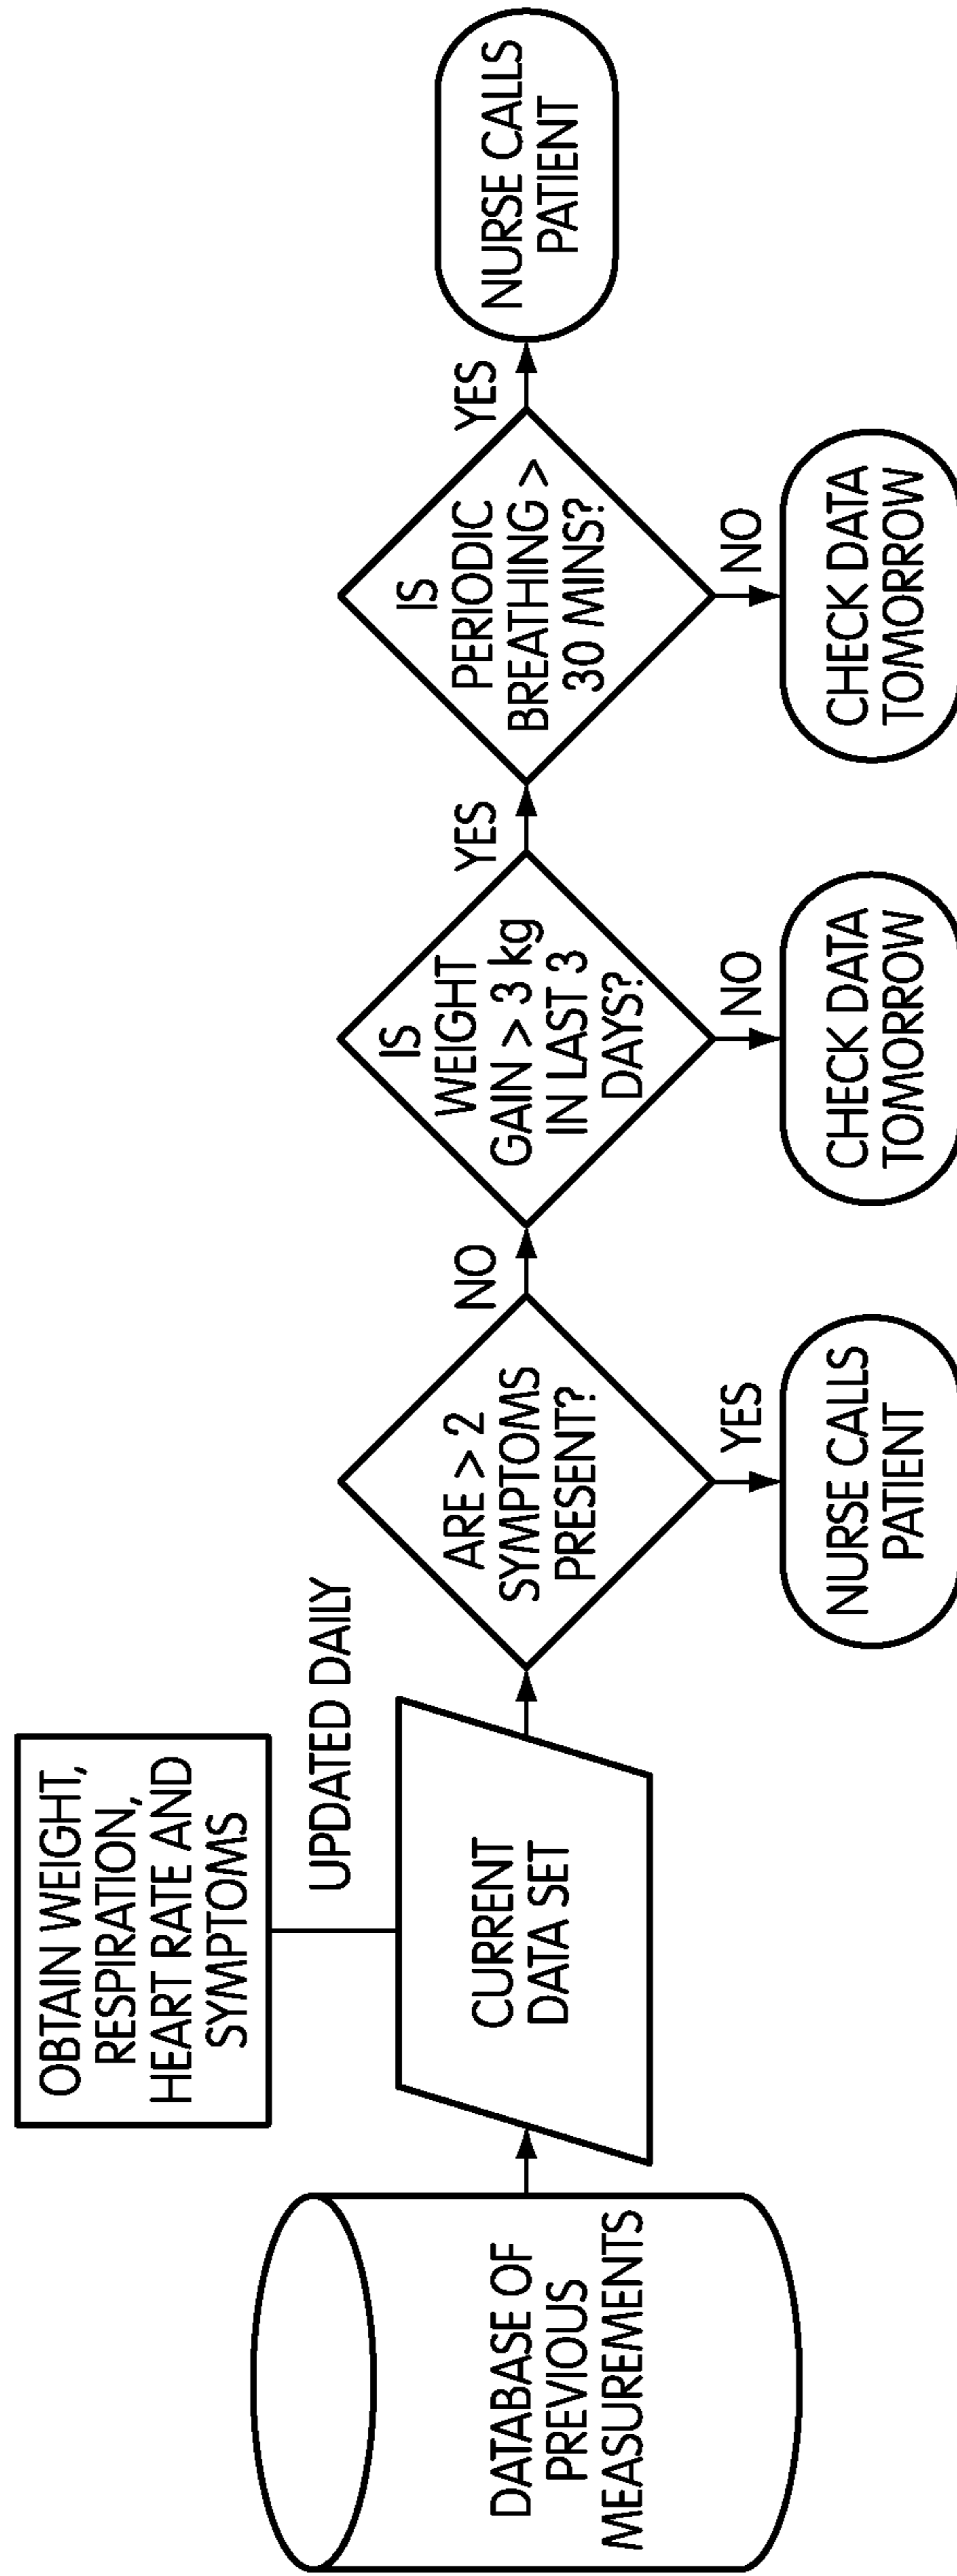 OBTAIN WEIGHT,
RESPIRATION,
HEART RATE AND
SYMPTOMS
UPDATED DAILY
DATABASE OF
PREVIOUS
MEASUREMENTS
CURRENT
DATA SET
ARE > 2
SYMPTOMS
PRESENT?
NO
YES
NURSE CALLS
PATIENT
IS
WEIGHT
GAIN > 3 kg
IN LAST 3
DAYS?
YES
NO
CHECK DATA
TOMORROW
IS
PERIODIC
BREATHING >
30 MINS?
YES
NO
CHECK DATA
TOMORROW
NURSE CALLS
PATIENT